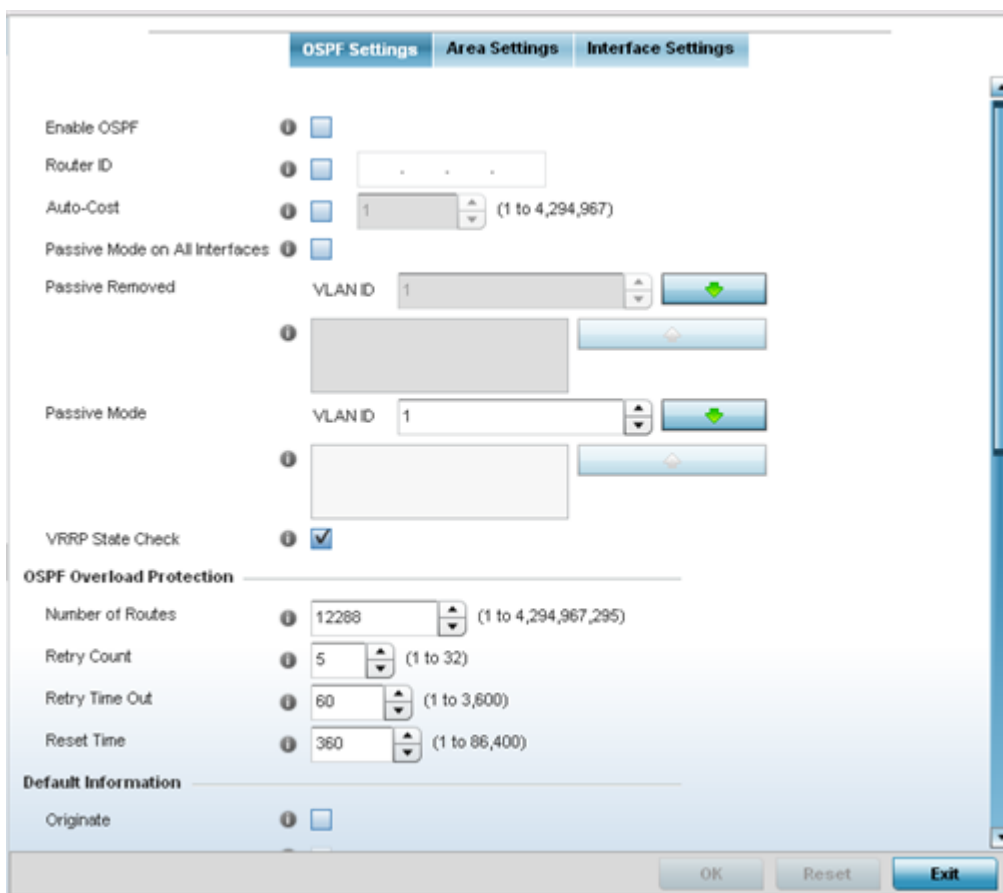 OSPF Settings Area Settings Interface Settings
Enable OSPF
Router ID . . .
Auto-Cost 1 (1 to 4,294,967)
Passive Mode on All Interfaces
Passive Removed VLAN ID 1
Passive Mode VLAN ID 1
VRRP State Check
OSPF Overload Protection
Number of Routes 12288 (1 to 4,294,967,295)
Retry Count 5 (1 to 32)
Retry Time Out 60 (1 to 3,600)
Reset Time 360 (1 to 86,400)
Default Information
Originate
OK Reset Exit